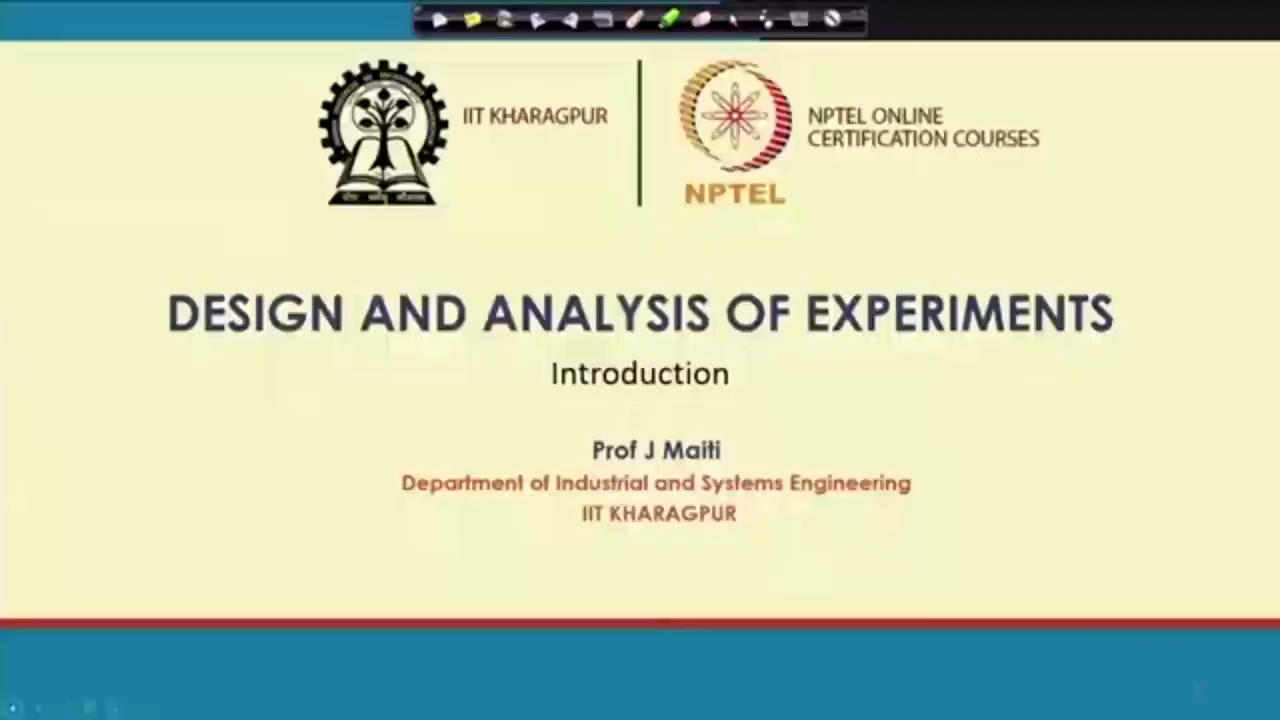 IIT KHARAGPUR
NPTEL ONLINE
CERTIFICATION COURSES
NPTEL
DESIGN AND ANALYSIS OF EXPERIMENTS
Introduction
Prof J Maiti
Department of Industrial and Systems Engineering
IIT KHARAGPUR